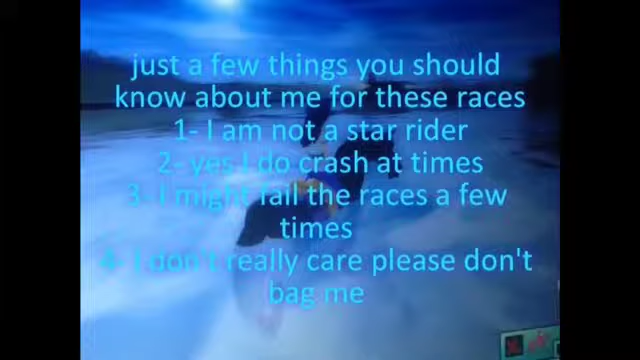 just a few things you should
know about me for these races
1- I am not a star rider
2- yes I do crash at times
3- I might fail the races a few
times
4- I don't really care please don't
bag me